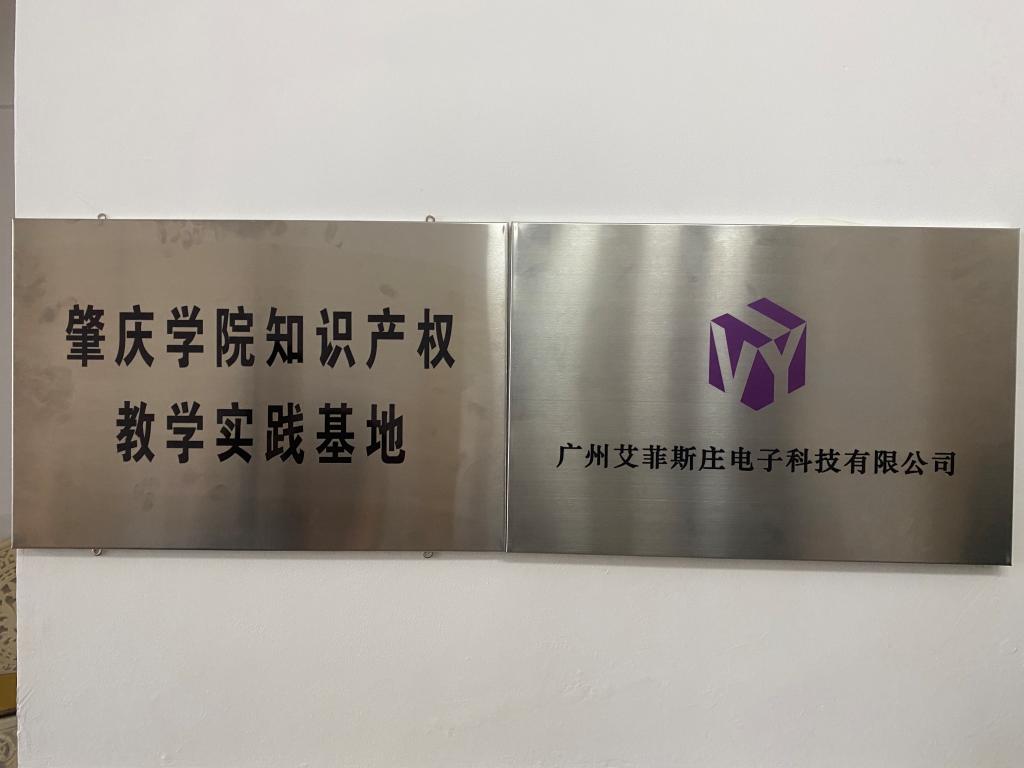 肇庆学院知识产权
教学实践基地
VY
广州艾菲斯庄电子科技有限公司